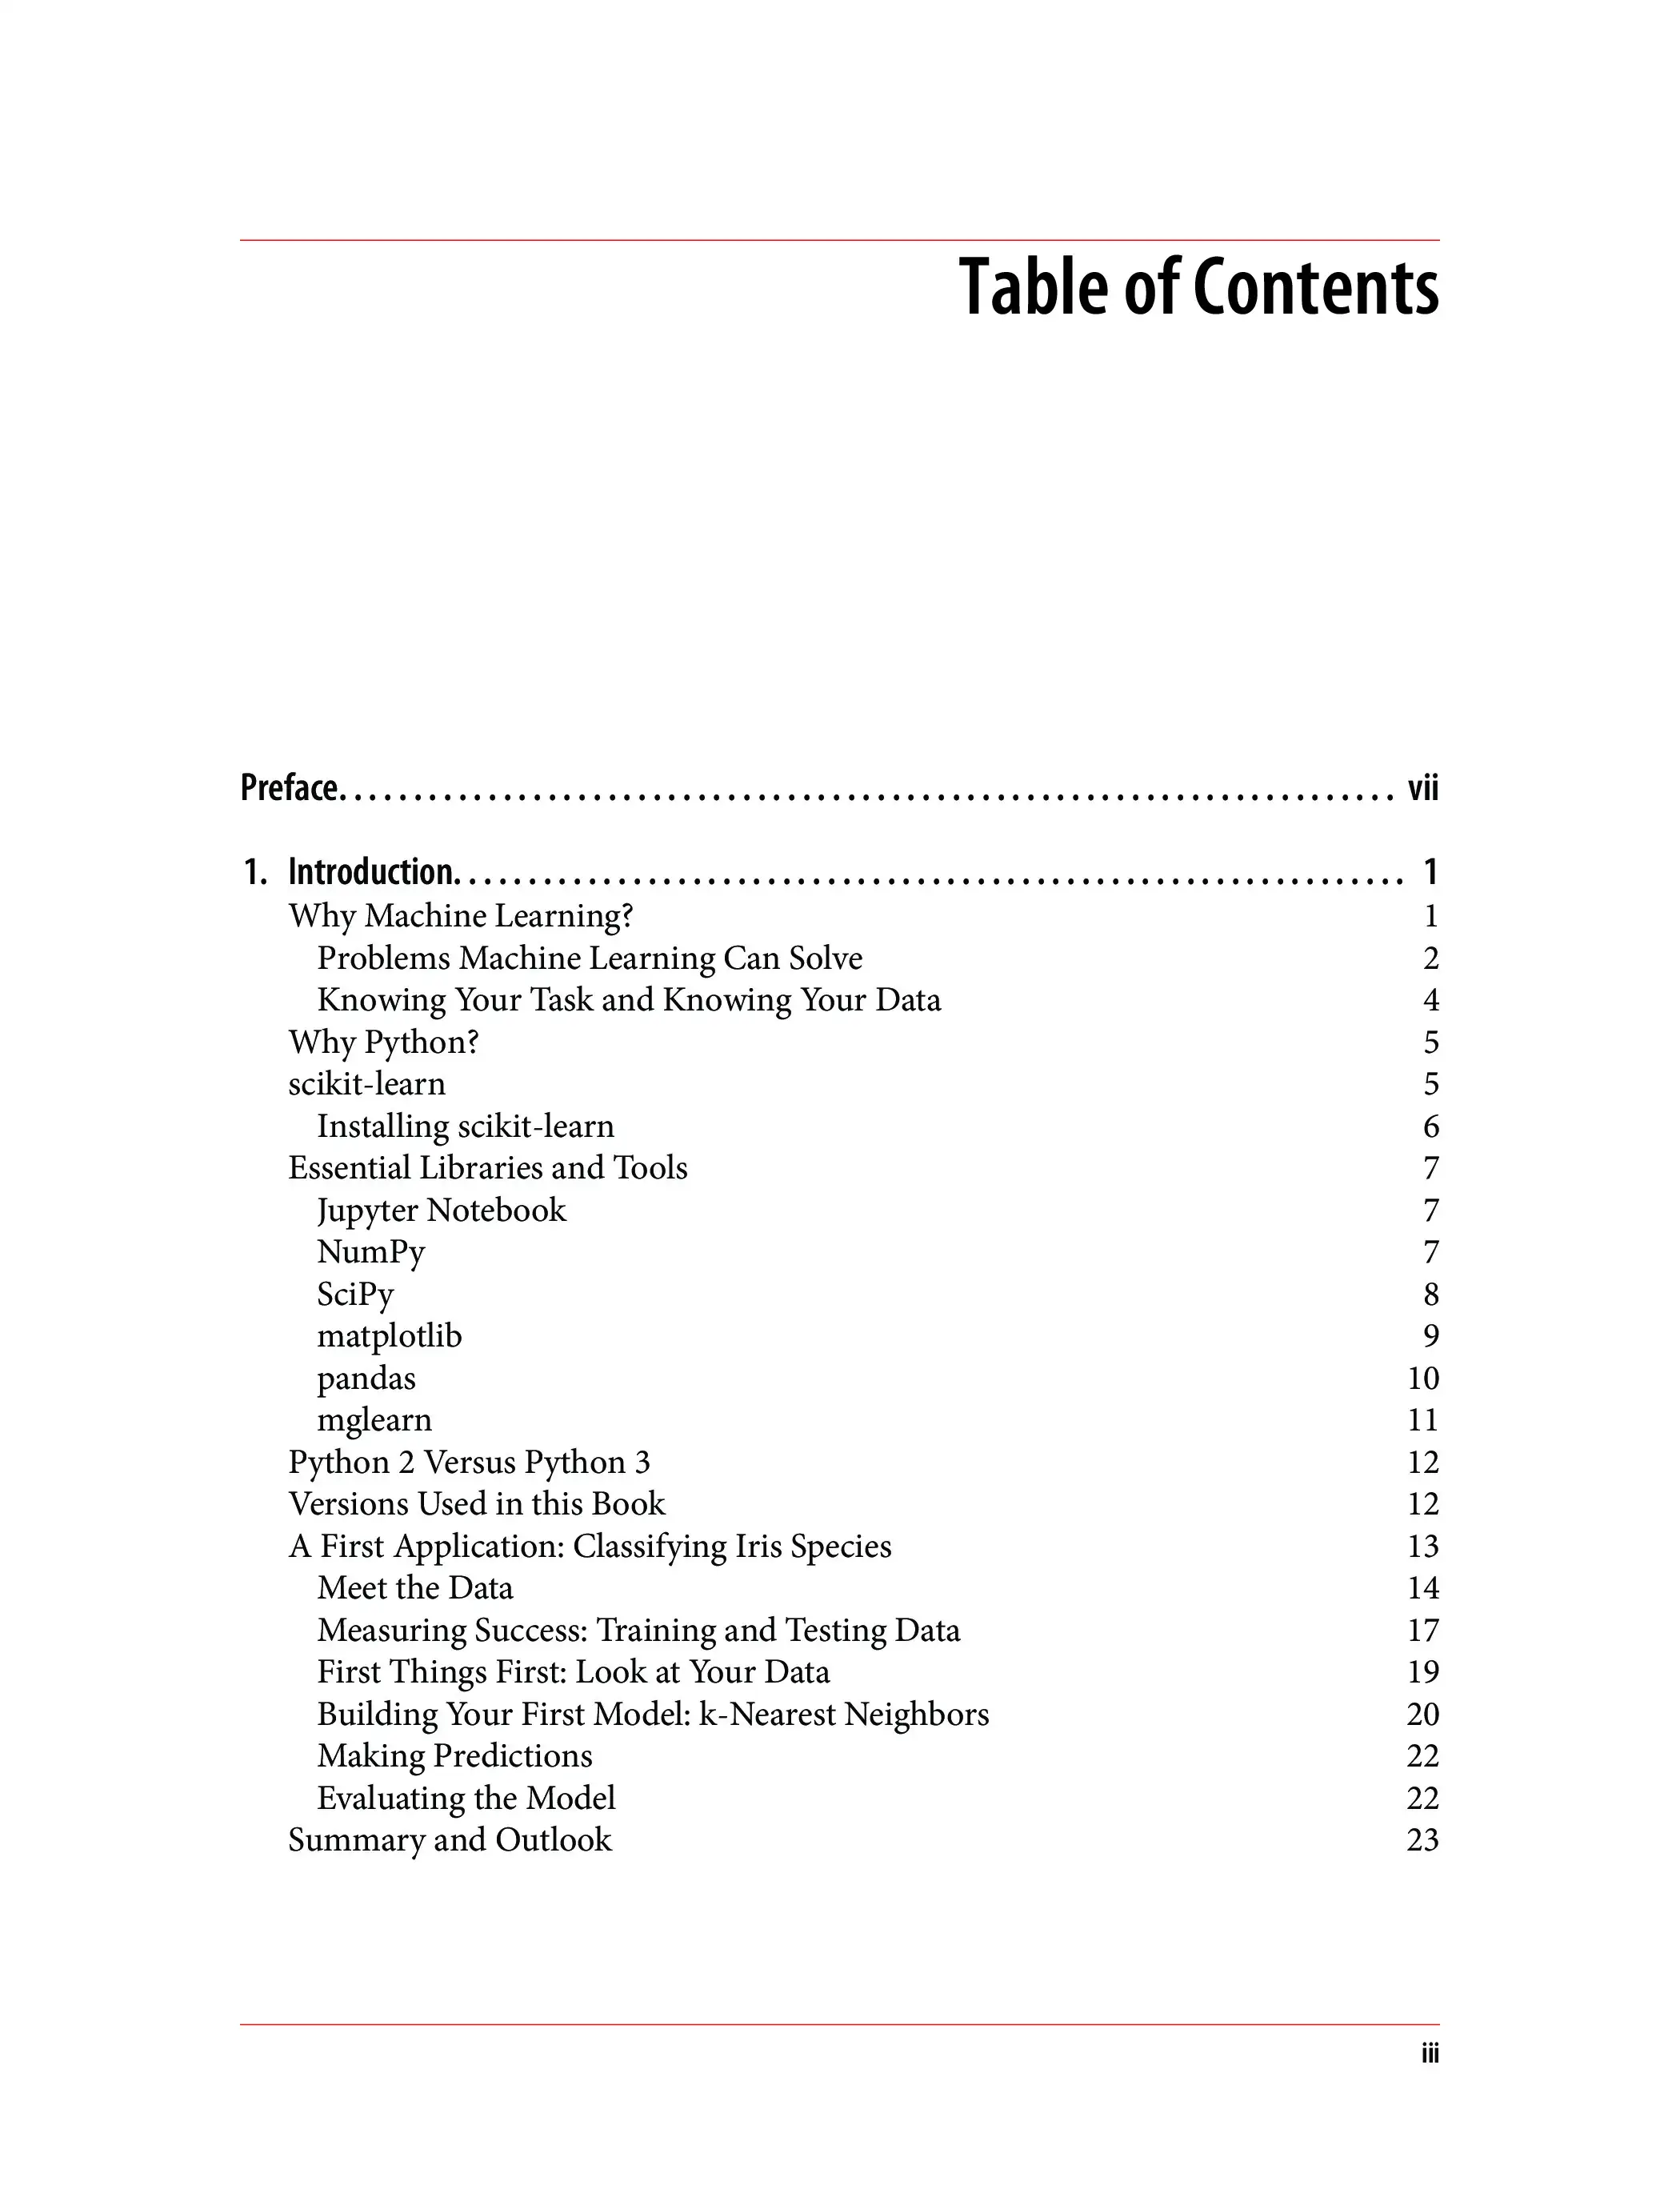 Table of Contents
Preface. . . . . . . . . . . . . . . . . . . . . . . . . . . . . . . . . . . . . . . . . . . . . . . . . . . . . . . . . . . . . . . . . . . . . . . vii
1. Introduction. . . . . . . . . . . . . . . . . . . . . . . . . . . . . . . . . . . . . . . . . . . . . . . . . . . . . . . . . . . . . . . . 1
Why Machine Learning? 1
Problems Machine Learning Can Solve 2
Knowing Your Task and Knowing Your Data 4
Why Python? 5
scikit-learn 5
Installing scikit-learn 6
Essential Libraries and Tools 7
Jupyter Notebook 7
NumPy 7
SciPy 8
matplotlib 9
pandas 10
mglearn 11
Python 2 Versus Python 3 12
Versions Used in this Book 12
A First Application: Classifying Iris Species 13
Meet the Data 14
Measuring Success: Training and Testing Data 17
First Things First: Look at Your Data 19
Building Your First Model: k-Nearest Neighbors 20
Making Predictions 22
Evaluating the Model 22
Summary and Outlook 23
iii